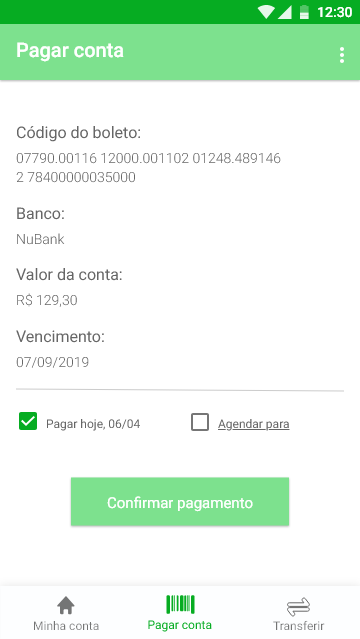 12:30
Pagar conta
Código do boleto:
07790.00116 12000.001102 01248.489146
2 78400000035000
Banco:
NuBank
Valor da conta:
R$ 129,30
Vencimento:
07/09/2019
Pagar hoje, 06/04
Agendar para
Confirmar pagamento
Minha conta
Pagar conta
Transferir